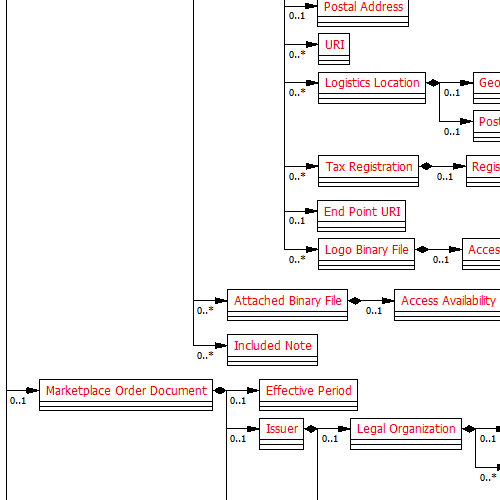 Postal Address
0..1
URI
0..*
Logistics Location
Geo
0..*
0..1
Post
0..1
Tax Registration
Regis
0..*
0..1
End Point URI
0..1
Logo Binary File
Acces
0..*
0..1
Attached Binary File
Access Availability
0..*
0..1
Included Note
0..*
Marketplace Order Document
Effective Period
0..1
0..1
Issuer
Legal Organization
0..1
0..1
0..1
0..*